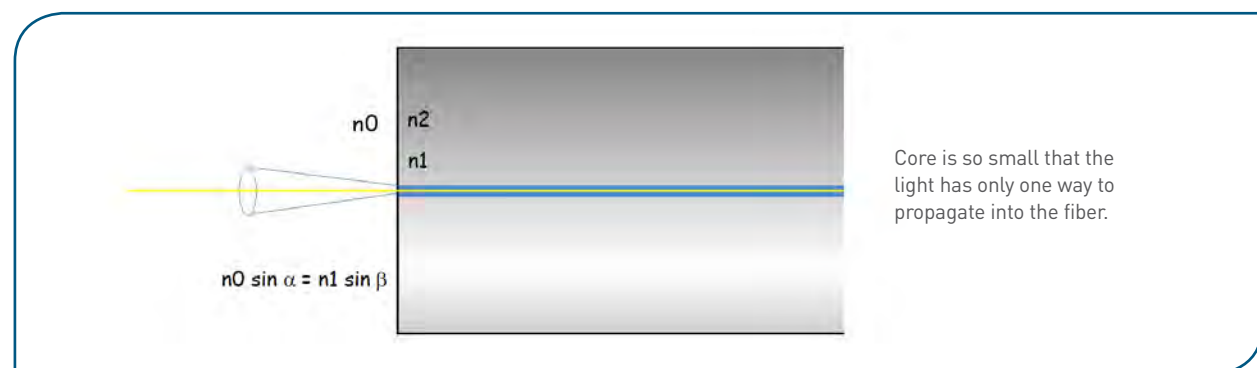 n0 n2
n1
Core is so small that the
light has only one way to
propagate into the fiber.
n0 sin α = n1 sin β